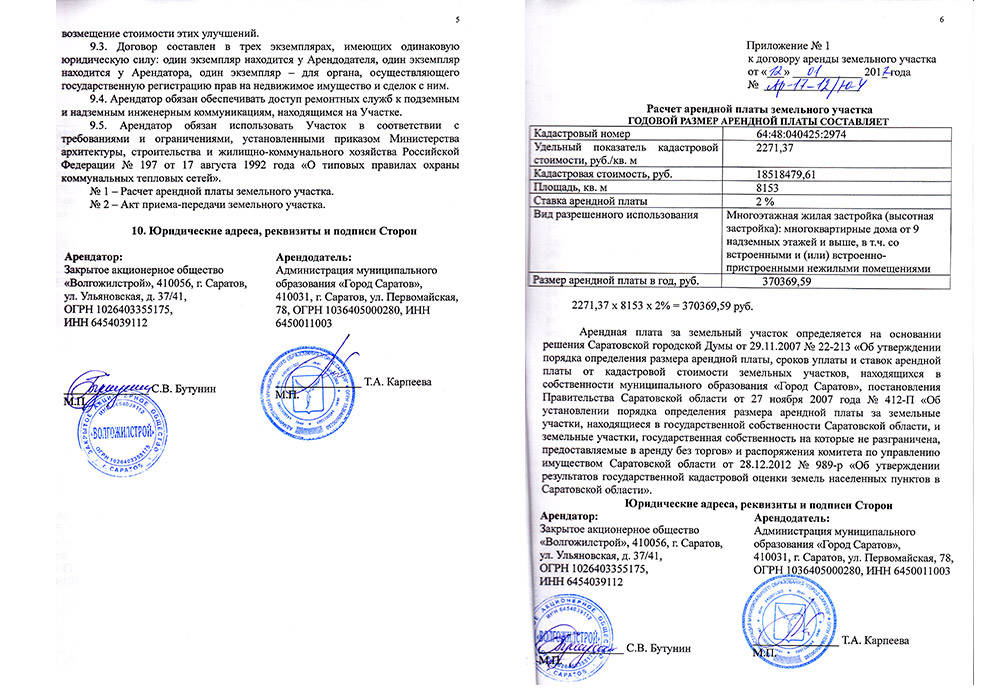 5
возмещение стоимости этих улучшений.
9.3. Договор составлен в трех экземплярах, имеющих одинаковую
юридическую силу: один экземпляр находится у Арендодателя, один экземпляр
находится у Арендатора, один экземпляр – для органа, осуществляющего
государственную регистрацию прав на недвижимое имущество и сделок с ним.
9.4. Арендатор обязан обеспечивать доступ ремонтных служб к подземным
и надземным инженерным коммуникациям, находящимся на Участке.
9.5. Арендатор обязан использовать Участок в соответствии с
требованиями и ограничениями, установленными приказом Министерства
архитектуры, строительства и жилищно-коммунального хозяйства Российской
Федерации № 197 от 17 августа 1992 года «О типовых правилах охраны
коммунальных тепловых сетей».
№ 1 – Расчет арендной платы земельного участка.
№ 2 – Акт приема-передачи земельного участка.
10. Юридические адреса, реквизиты и подписи Сторон
Арендатор:
Закрытое акционерное общество
«Волгожилстрой», 410056, г. Саратов,
ул. Ульяновская, д. 37/41,
ОГРН 1026403355175,
ИНН 6454039112
Арендодатель:
Администрация муниципального
образования «Город Саратов»,
410031, г. Саратов, ул. Первомайская,
78, ОГРН 1036405000280, ИНН
6450011003
С.В. Бутунин
М.П.
ЗАКРЫТОЕ АКЦИОНЕРНОЕ ОБЩЕСТВО
ИНН 6454039112
«ВОЛГОЖИЛСТРОЙ»
ОГРН 1026403355175
г. САРАТОВ
Т.А. Карпеева
М.П.
6
Приложение № 1
к договору аренды земельного участка
от «12» 01 2017 года
№ Ар-17-12/Ю-4
Расчет арендной платы земельного участка
ГОДОВОЙ РАЗМЕР АРЕНДНОЙ ПЛАТЫ СОСТАВЛЯЕТ
Кадастровый номер 64:48:040425:2974
Удельный показатель кадастровой 2271,37
стоимости, руб./кв. м
Кадастровая стоимость, руб. 18518479,61
Площадь, кв. м 8153
Ставка арендной платы 2 %
Вид разрешенного использования Многоэтажная жилая застройка (высотная
застройка): многоквартирные дома от 9
надземных этажей и выше, в т.ч. со
встроенными и (или) встроенно-
пристроенными нежилыми помещениями
Размер арендной платы в год, руб. 370369,59
2271,37 х 8153 х 2% = 370369,59 руб.
Арендная плата за земельный участок определяется на основании
решения Саратовской городской Думы от 29.11.2007 № 22-213 «Об утверждении
порядка определения размера арендной платы, сроков уплаты и ставок арендной
платы от кадастровой стоимости земельных участков, находящихся в
собственности муниципального образования «Город Саратов», постановления
Правительства Саратовской области от 27 ноября 2007 года № 412-П «Об
установлении порядка определения размера арендной платы за земельные
участки, находящиеся в государственной собственности Саратовской области, и
земельные участки, государственная собственность на которые не разграничена,
предоставляемые в аренду без торгов» и распоряжения комитета по управлению
имуществом Саратовской области от 28.12.2012 № 989-р «Об утверждении
результатов государственной кадастровой оценки земель населенных пунктов в
Саратовской области».
Юридические адреса, реквизиты и подписи Сторон
Арендатор:
Закрытое акционерное общество
«Волгожилстрой», 410056, г. Саратов,
ул. Ульяновская, д. 37/41,
ОГРН 1026403355175,
ИНН 6454039112
Арендодатель:
Администрация муниципального
образования «Город Саратов»,
410031, г. Саратов, ул. Первомайская, 78,
ОГРН 1036405000280, ИНН 6450011003
АКЦИОНЕРНОЕ ОБЩЕСТВО
ИНН 6454039112
«ВОЛГОЖИЛСТРОЙ»
С.В. Бутунин
М.П.
Т.А. Карпеева
М.П.